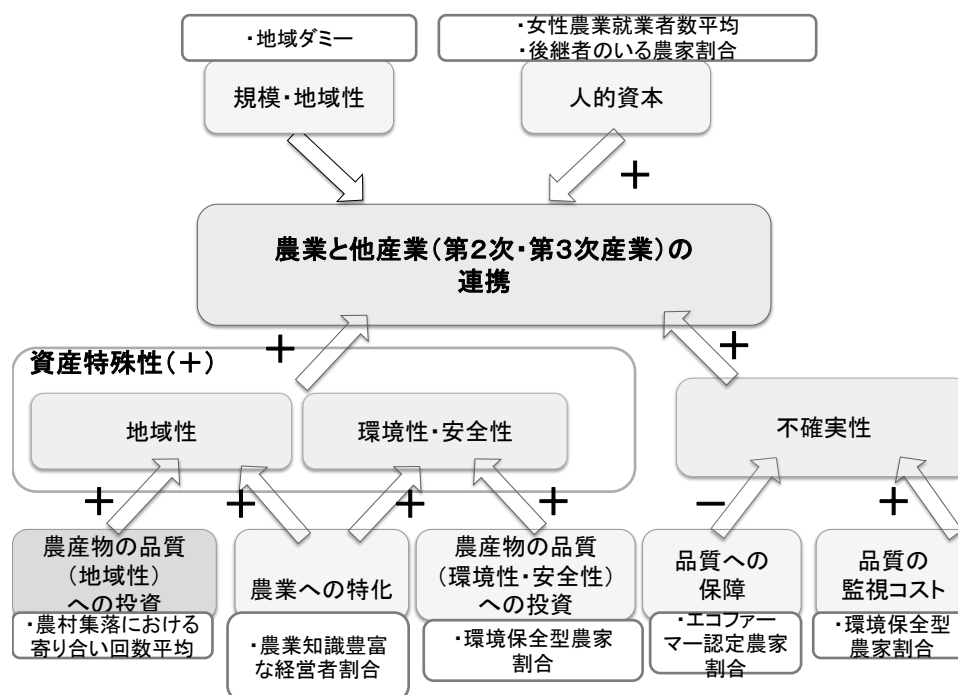 ・地域ダミー
・女性農業就業者数平均
・後継者のいる農家割合
規模・地域性
人的資本
＋
農業と他産業(第2次・第3次産業)の
連携
＋
＋
資産特殊性(＋)
地域性
環境性・安全性
不確実性
＋
＋
＋
＋
－
＋
農産物の品質
(地域性)
への投資
・農村集落における
寄り合い回数平均
農業への特化
・農業知識豊富
な経営者割合
農産物の品質
(環境性・安全性)
への投資
・環境保全型農家
割合
品質への
保障
・エコファー
マー認定農家
割合
品質の
監視コスト
・環境保全型
農家割合